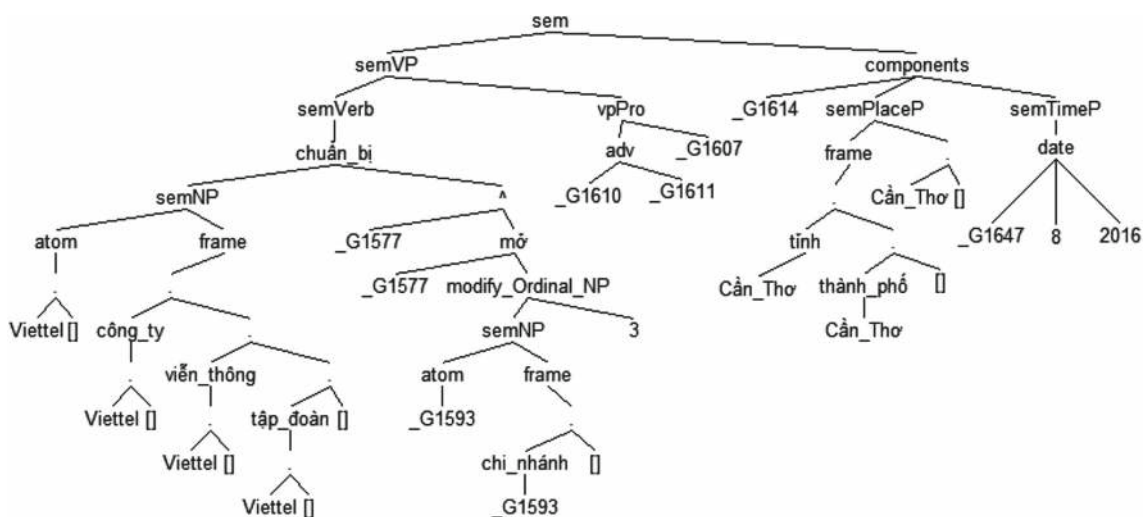 sem
semVP components
semVerb vpPro _G1614 semPlaceP semTimeP
chuẩn_bị adv _G1607 frame . date
semNP ^ _G1610 _G1611 . Cần_Thơ [] _G1647 8 2016
atom frame _G1577 mở tỉnh .
. . _G1577 modify_Ordinal_NP Cần_Thơ thành_phố []
Viettel [] công_ty . semNP 3 Cần_Thơ
. viễn_thông . atom frame
Viettel [] . tập_đoàn [] _G1593 .
Viettel [] . chi_nhánh []
Viettel [] _G1593